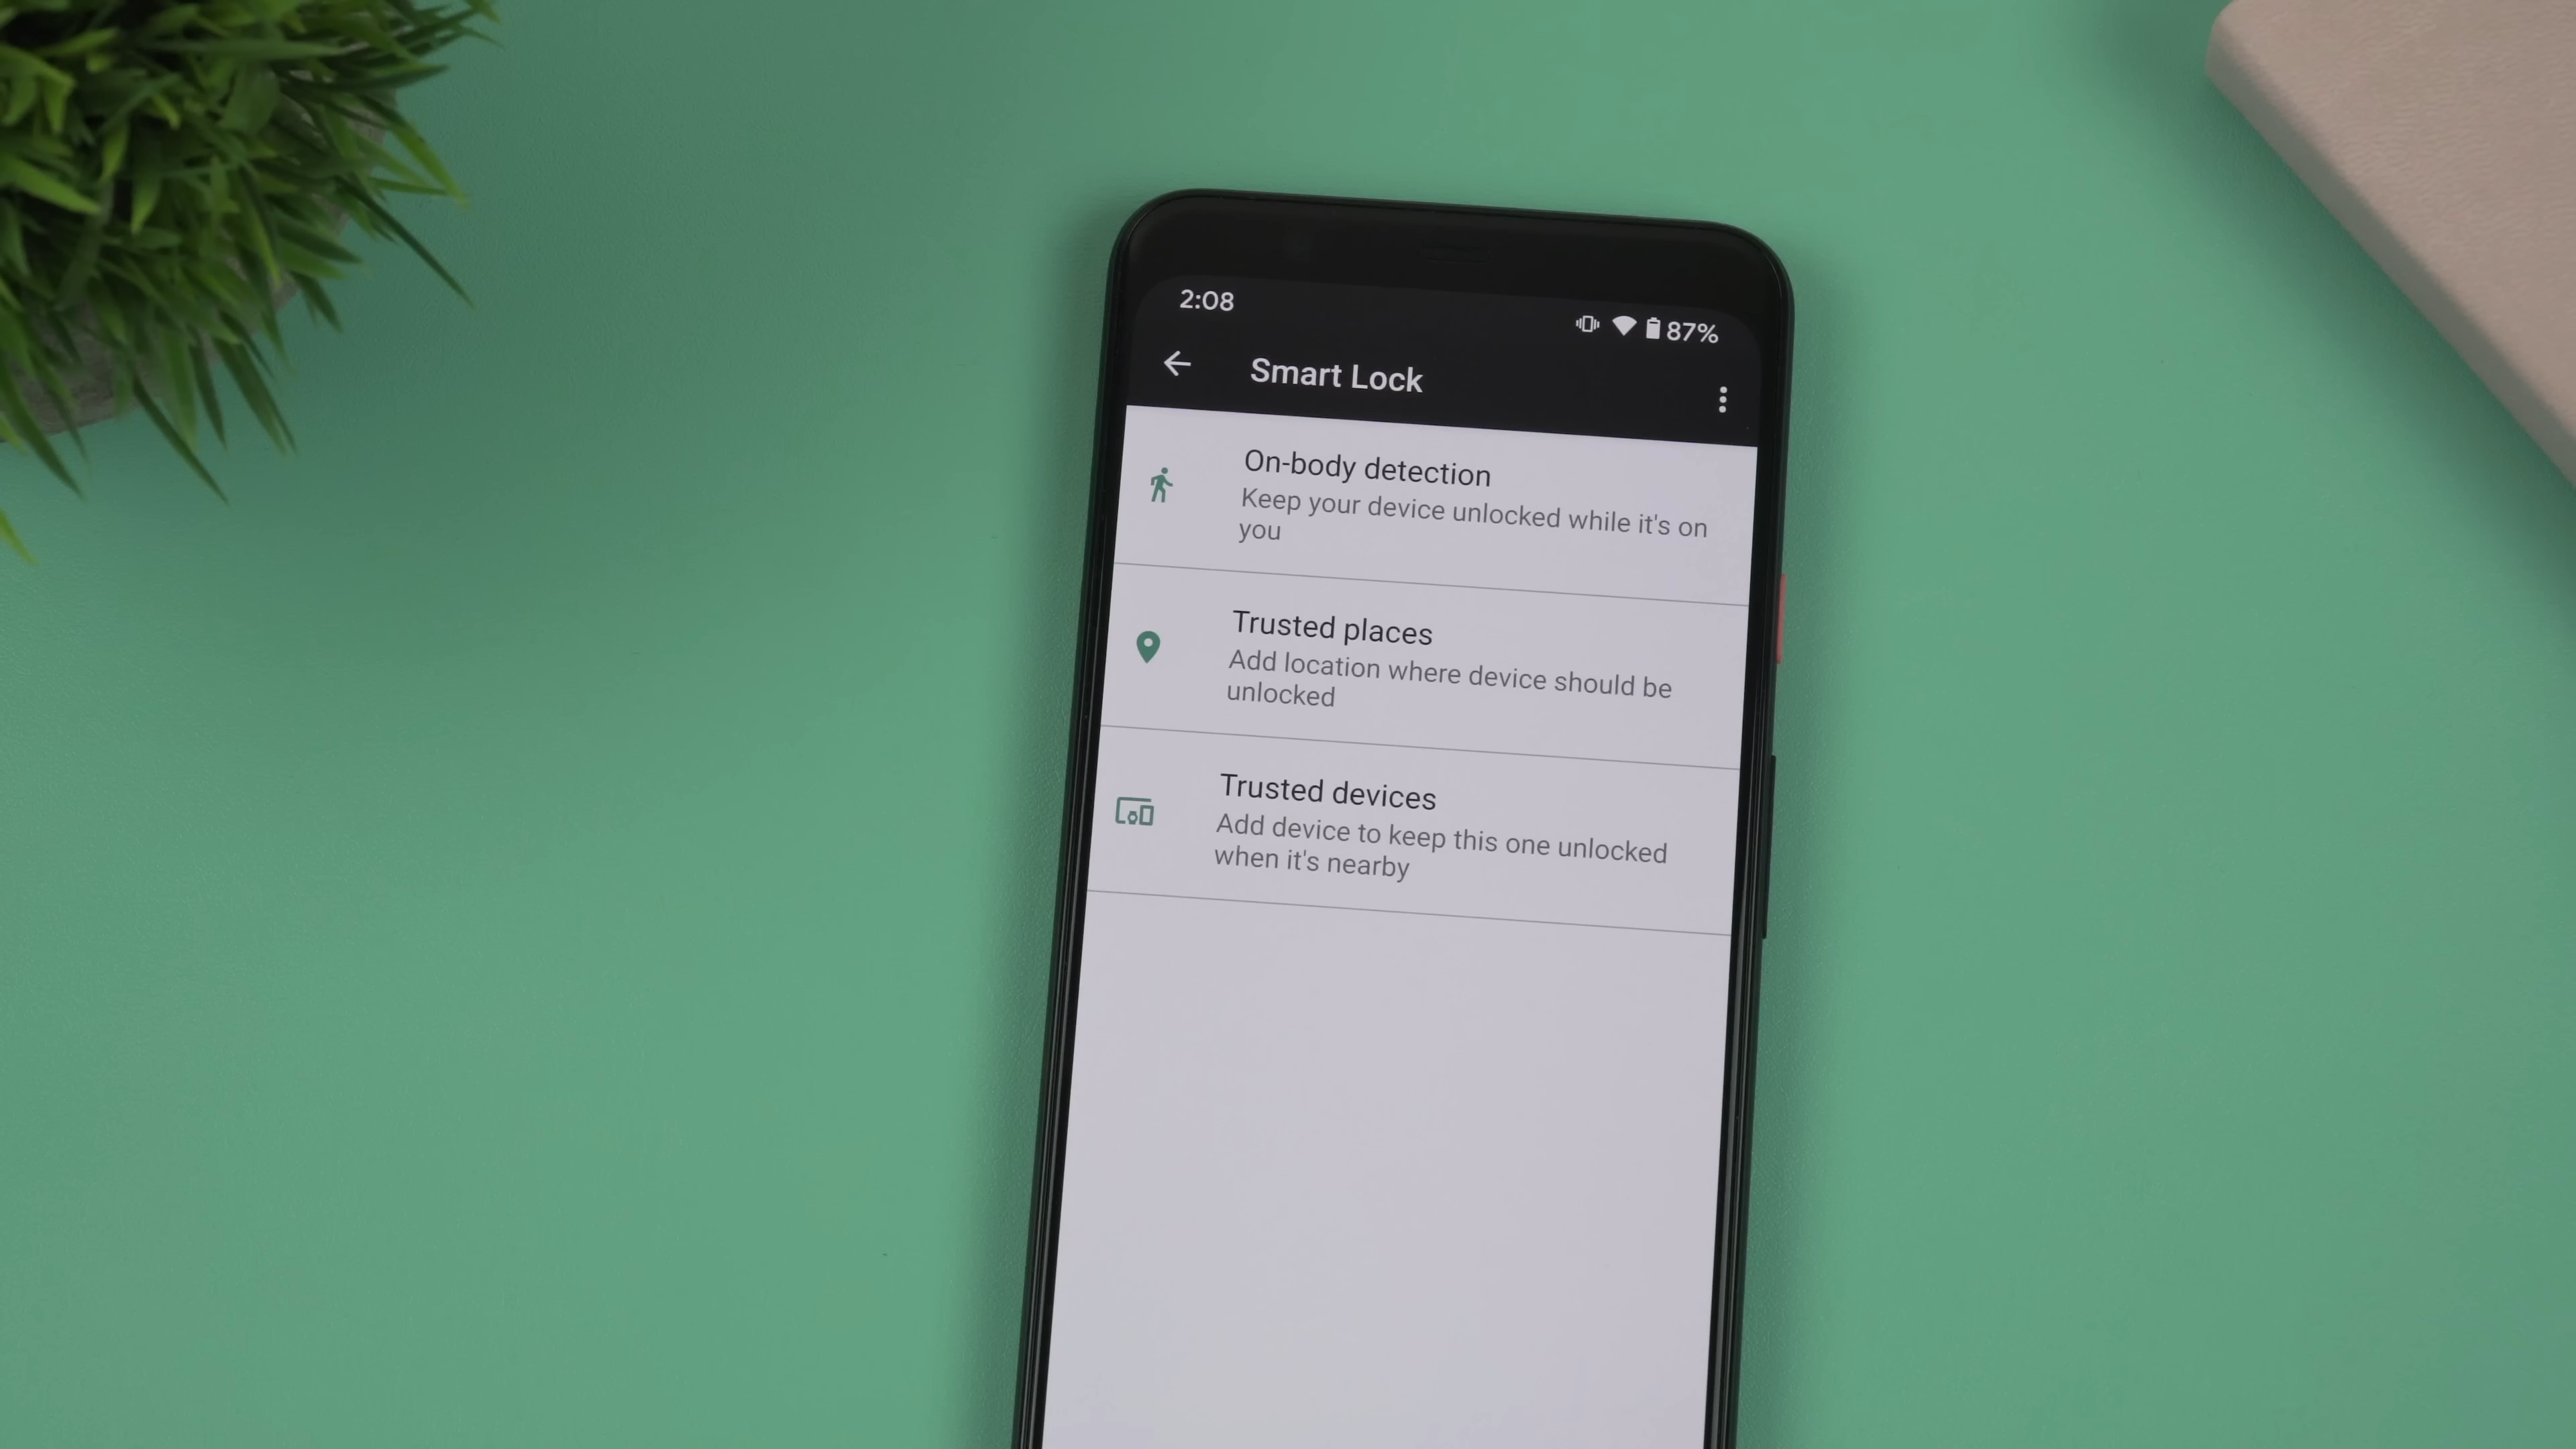 2:08
87%
Smart Lock
On-body detection
Keep your device unlocked while it's on
you
Trusted places
Add location where device should be
unlocked
Trusted devices
Add device to keep this one unlocked
when it's nearby